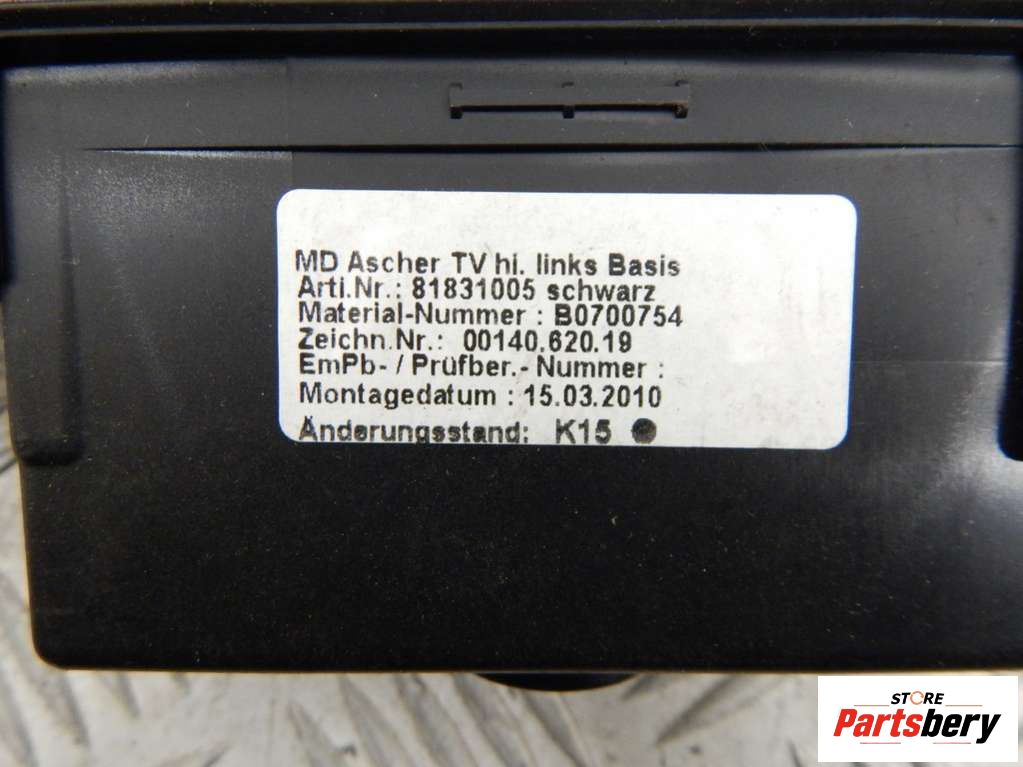 MD Ascher TV hi. links Basis
Arti.Nr.: 81831005 schwarz
Material-Nummer : B0700754
Zeichn.Nr.: 00140.620.19
EmPb- / Prüfber.- Nummer :
Montagedatum : 15.03.2010
Änderungsstand: K15
STORE
Partsbery